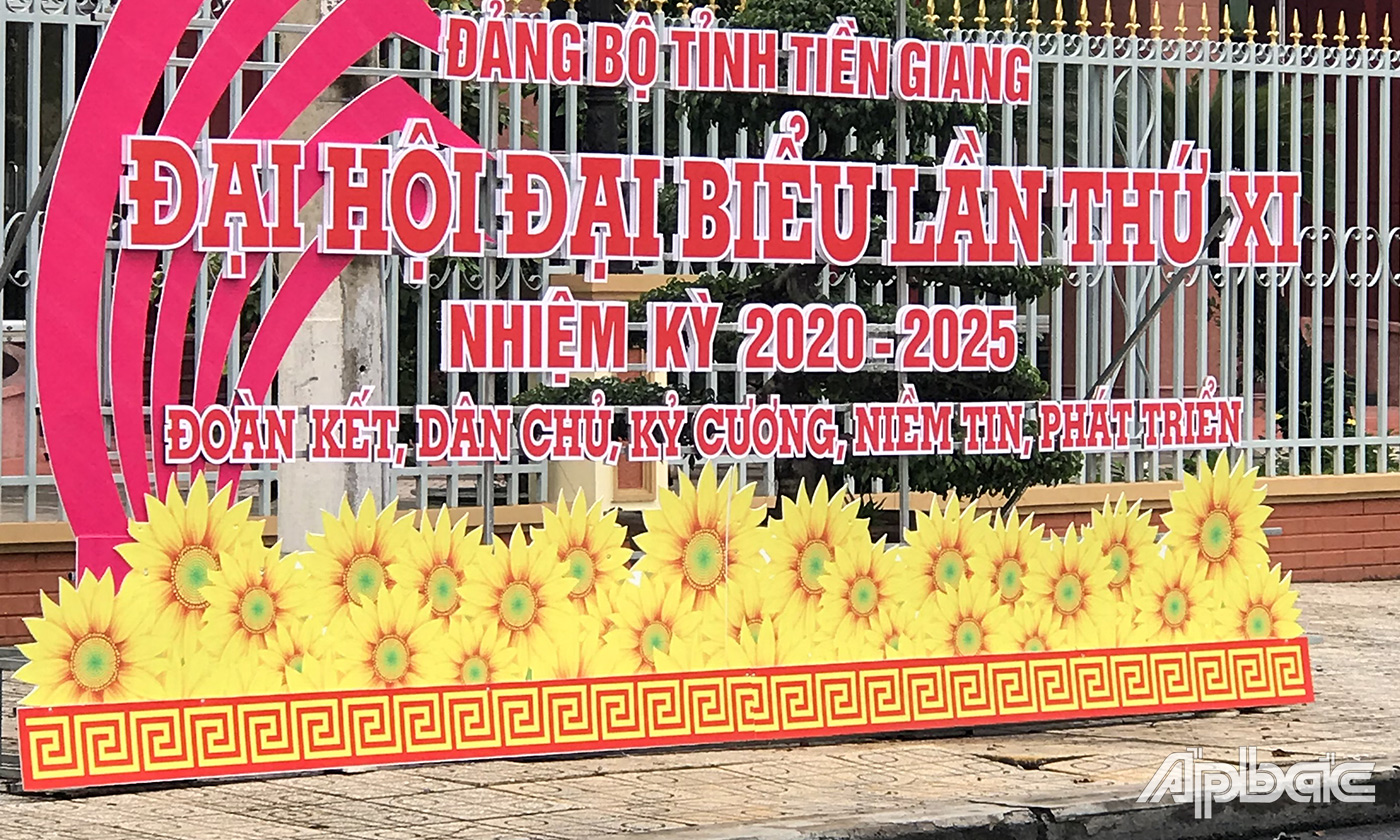 ĐẢNG BỘ TỈNH TIỀN GIANG
ĐẠI HỘI ĐẠI BIỂU LẦN THỨ XI
NHIỆM KỲ 2020 - 2025
ĐOÀN KẾT, DÂN CHỦ, KỶ CƯƠNG, NIỀM TIN, PHÁT TRIỂN
Apbac